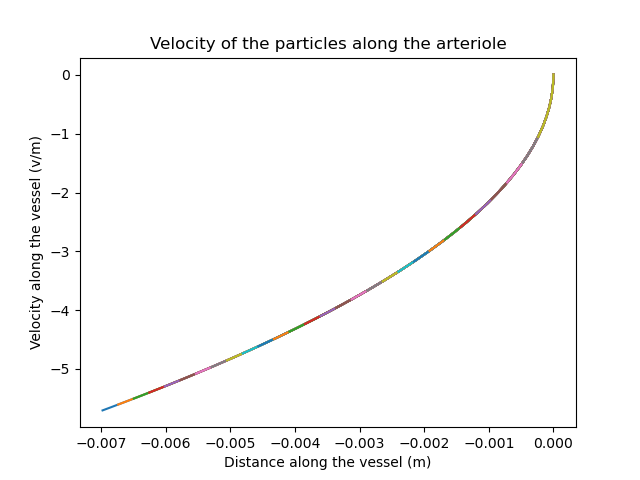 Velocity of the particles along the arteriole
Velocity along the vessel (v/m)
0
−1
−2
−3
−4
−5
−0.007 −0.006 −0.005 −0.004 −0.003 −0.002 −0.001 0.000
Distance along the vessel (m)